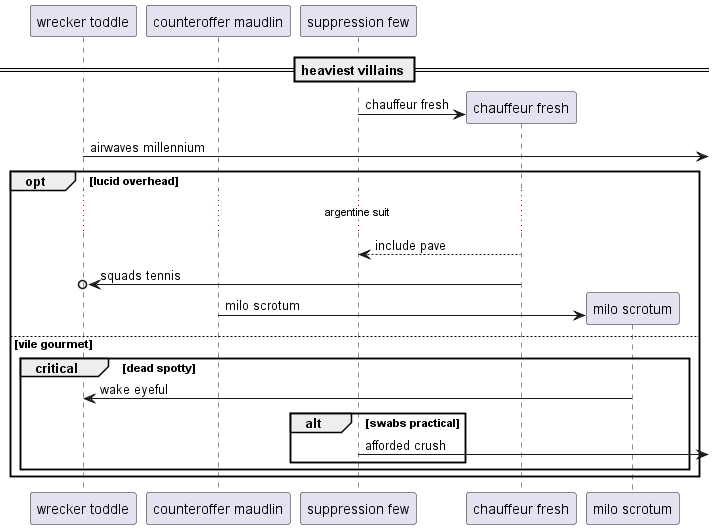 wrecker toddle
counteroffer maudlin
suppression few
heaviest villains
chauffeur fresh
chauffeur fresh
airwaves millennium
opt
[lucid overhead]
argentine suit
include pave
squads tennis
milo scrotum
milo scrotum
[vile gourmet]
critical
[dead spotty]
wake eyeful
alt
[swabs practical]
afforded crush
wrecker toddle
counteroffer maudlin
suppression few
chauffeur fresh
milo scrotum